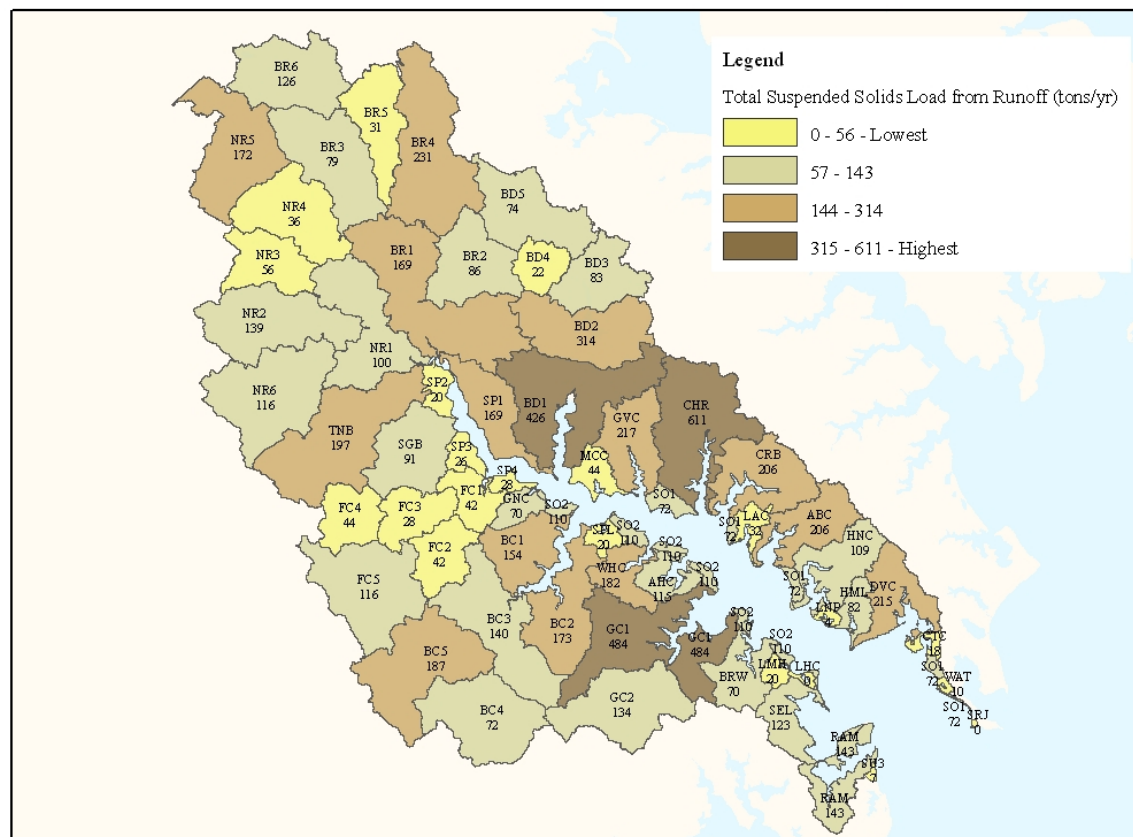 Legend
Total Suspended Solids Load from Runoff (tons/yr)
0 - 56 - Lowest
57 - 143
144 - 314
315 - 611 - Highest
BR6
126
BR5
31
BR4
231
NR5
172
BR3
79
BD5
74
NR4
36
BR1
169
BR2
86
BD4
22
BD3
83
NR3
56
NR2
139
BD2
314
NR1
100
NR6
116
SP2
20
SP1
169
BD1
426
GVC
217
CHR
611
TNB
197
SGB
91
SP3
26
MCC
44
CRB
206
SP4
28
FC1
42
GNC
70
SO2
110
SO1
72
FC4
44
FC3
28
SO1
72
LAC
32
ABC
206
FC2
42
BC1
154
SFL
20
SO2
110
SO2
110
HNC
109
WHC
182
AHC
115
SO2
110
SO1
72
HML
82
DVC
215
FC5
116
BC3
140
BC2
173
GC1
484
GC1
484
SO2
110
LNP
BC5
187
SO2
110
LMH
20
LHC
0
BRW
70
CTC
18
SO1
72
WAT
10
SO1
72
SRJ
0
BC4
72
GC2
134
SEL
123
RAM
143
RAM
143